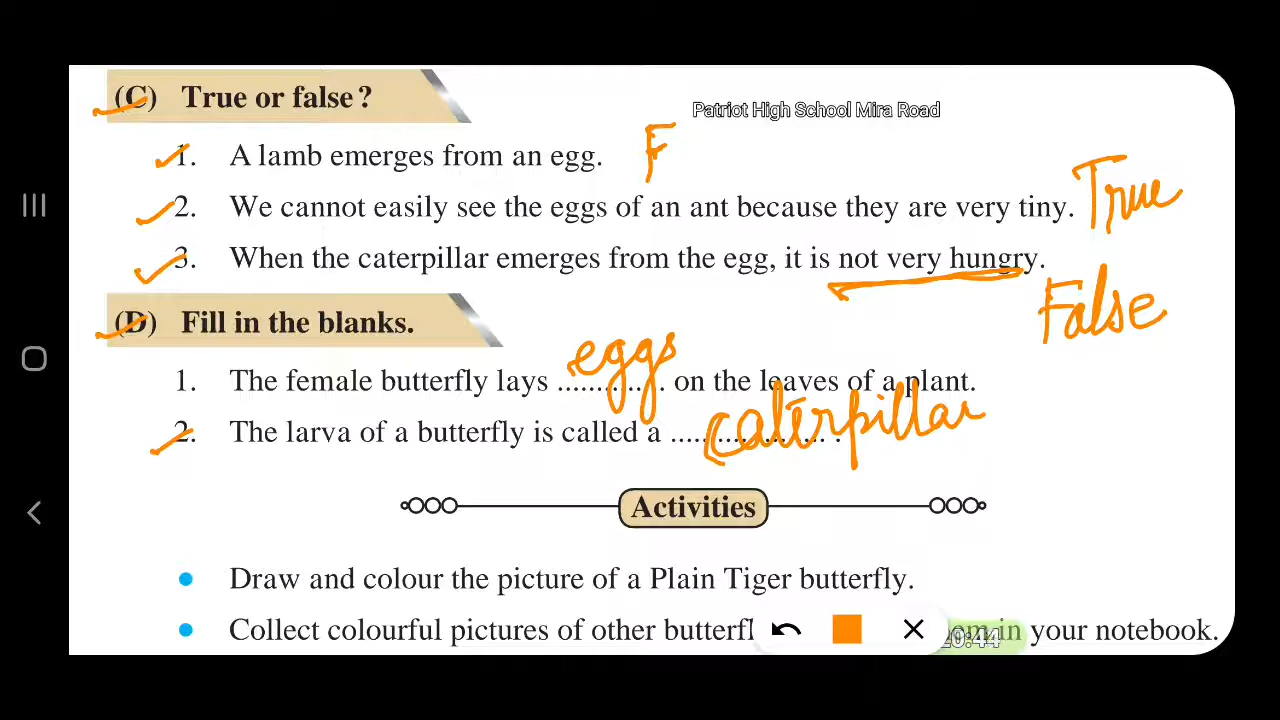 (C) True or false?
Patriot High School Mira Road
1. A lamb emerges from an egg. F
2. We cannot easily see the eggs of an ant because they are very tiny. True
3. When the caterpillar emerges from the egg, it is not very hungry.
False
(D) Fill in the blanks.
1. The female butterfly lays ............. eggs on the leaves of a plant.
2. The larva of a butterfly is called a .................... caterpillar .
Activities
• Draw and colour the picture of a Plain Tiger butterfly.
• Collect colourful pictures of other in your notebook.
20:44